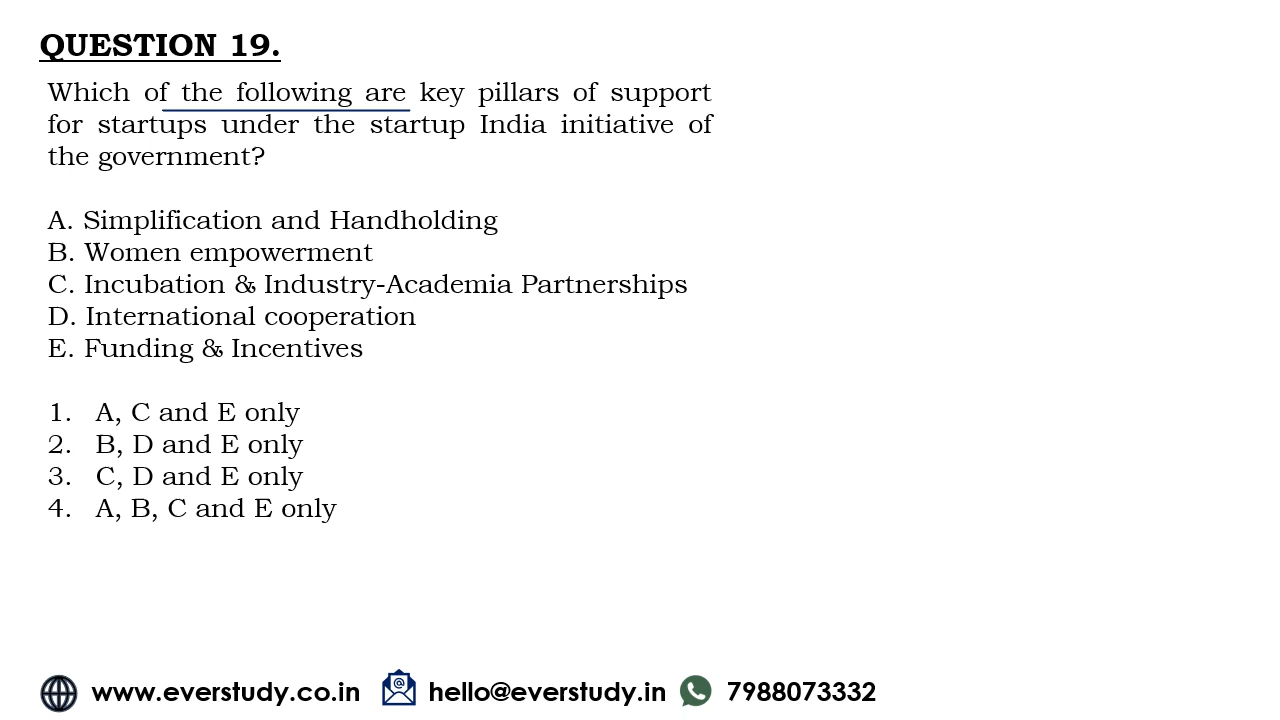 QUESTION 19.
Which of the following are key pillars of support
for startups under the startup India initiative of
the government?
A. Simplification and Handholding
B. Women empowerment
C. Incubation & Industry-Academia Partnerships
D. International cooperation
E. Funding & Incentives
1. A, C and E only
2. B, D and E only
3. C, D and E only
4. A, B, C and E only
www.everstudy.co.in hello@everstudy.in 7988073332